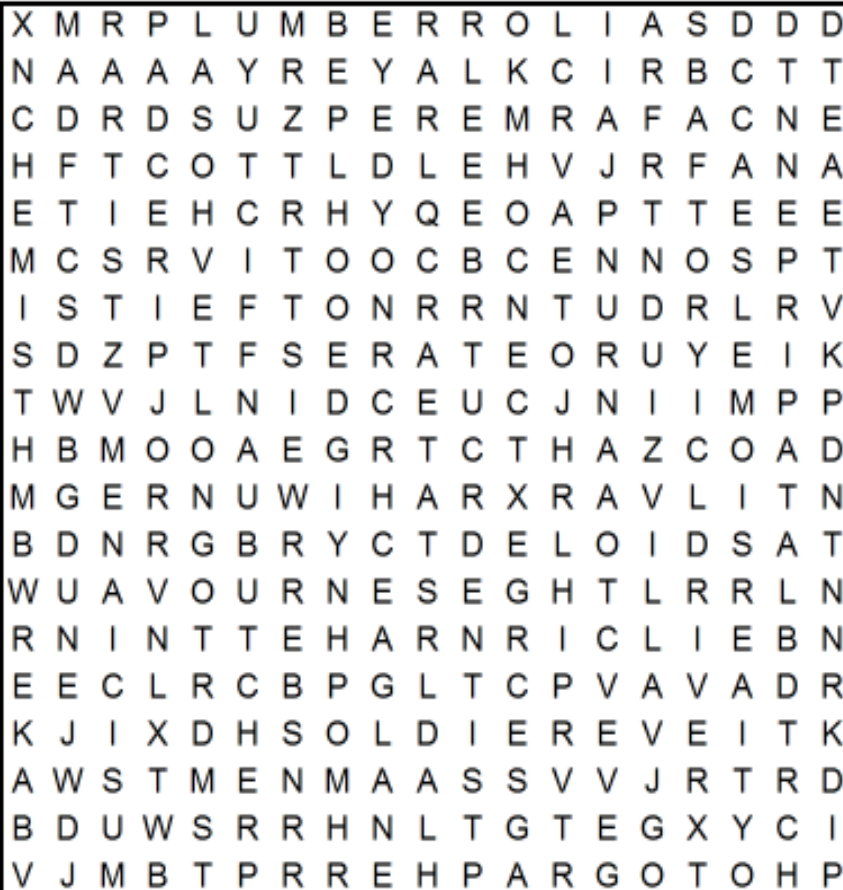 X M R P L U M B E R R O L I A S D D D
N A A A A Y R E Y A L K C I R B C T T
C D R D S U Z P E R E M R A F A C N E
H F T C O T T L D L E H V J R F A N A
E T I E H C R H Y Q E O A P T T E E E
M C S R V I T O O C B C E N N O S P T
I S T I E F T O N R R N T U D R L R V
S D Z P T F S E R A T E O R U Y E I K
T W V J L N I D C E U C J N I I M P P
H B M O O A E G R T C T H A Z C O A D
M G E R N U W I H A R X R A V L I T N
B D N R G B R Y C T D E L O I D S A T
W U A V O U R N E S E G H T L R R L N
R N I N T T E H A R N R I C L I E B N
E E C L R C B P G L T C P V A V A D R
K J I X D H S O L D I E R E V E I T K
A W S T M E N M A A S S V V J R T R D
B D U W S R R H N L T G T E G X Y C I
V J M B T P R R E H P A R G O T O H P